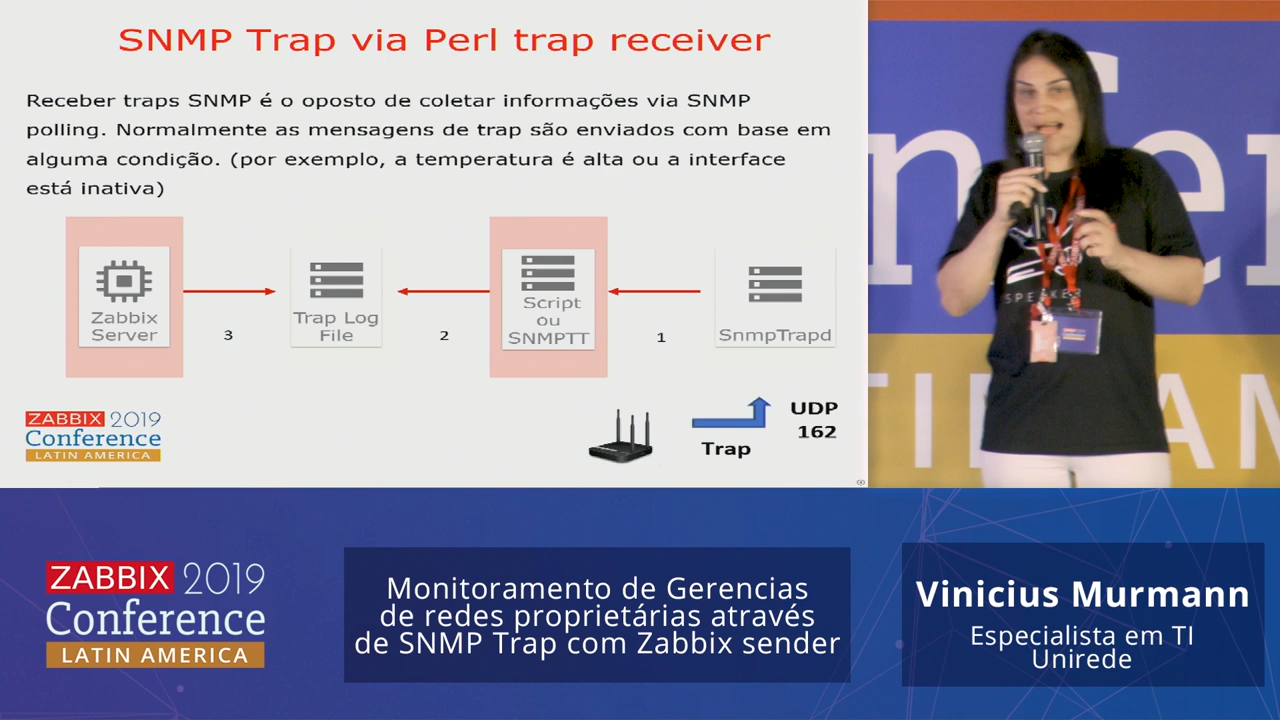 SNMP Trap via Perl trap receiver
Receber traps SNMP é o oposto de coletar informações via SNMP
polling. Normalmente as mensagens de trap são enviados com base em
alguma condição. (por exemplo, a temperatura é alta ou a interface
está inativa)
Zabbix
Server
3
Trap Log
File
2
Script
ou
SNMPTT
1
SnmpTrapd
ZABBIX 2019
Conference
LATIN AMERICA
Trap
UDP
162
SPEAKER
ZABBIX 2019
Conference
LATIN AMERICA
Monitoramento de Gerencias
de redes proprietárias através
de SNMP Trap com Zabbix sender
Vinicius Murmann
Especialista em TI
Unirede